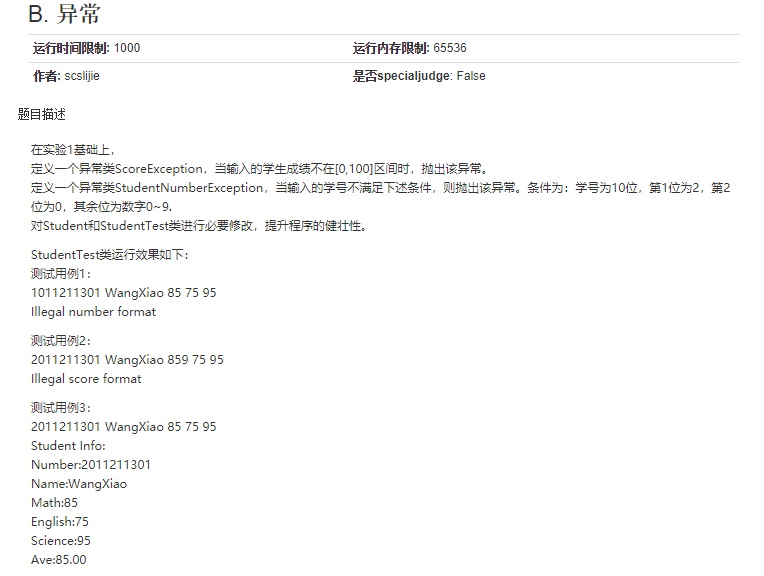 B. 异常
运行时间限制: 1000 运行内存限制: 65536
作者: scslijie 是否specialjudge: False
题目描述
在实验1基础上，
定义一个异常类ScoreException，当输入的学生成绩不在[0,100]区间时，抛出该异常。
定义一个异常类StudentNumberException，当输入的学号不满足下述条件，则抛出该异常。条件为：学号为10位，第1位为2，第2
位为0，其余位为数字0~9.
对Student和StudentTest类进行必要修改，提升程序的健壮性。
StudentTest类运行效果如下：
测试用例1：
1011211301 WangXiao 85 75 95
Illegal number format
测试用例2：
2011211301 WangXiao 859 75 95
Illegal score format
测试用例3：
2011211301 WangXiao 85 75 95
Student Info:
Number:2011211301
Name:WangXiao
Math:85
English:75
Science:95
Ave:85.00